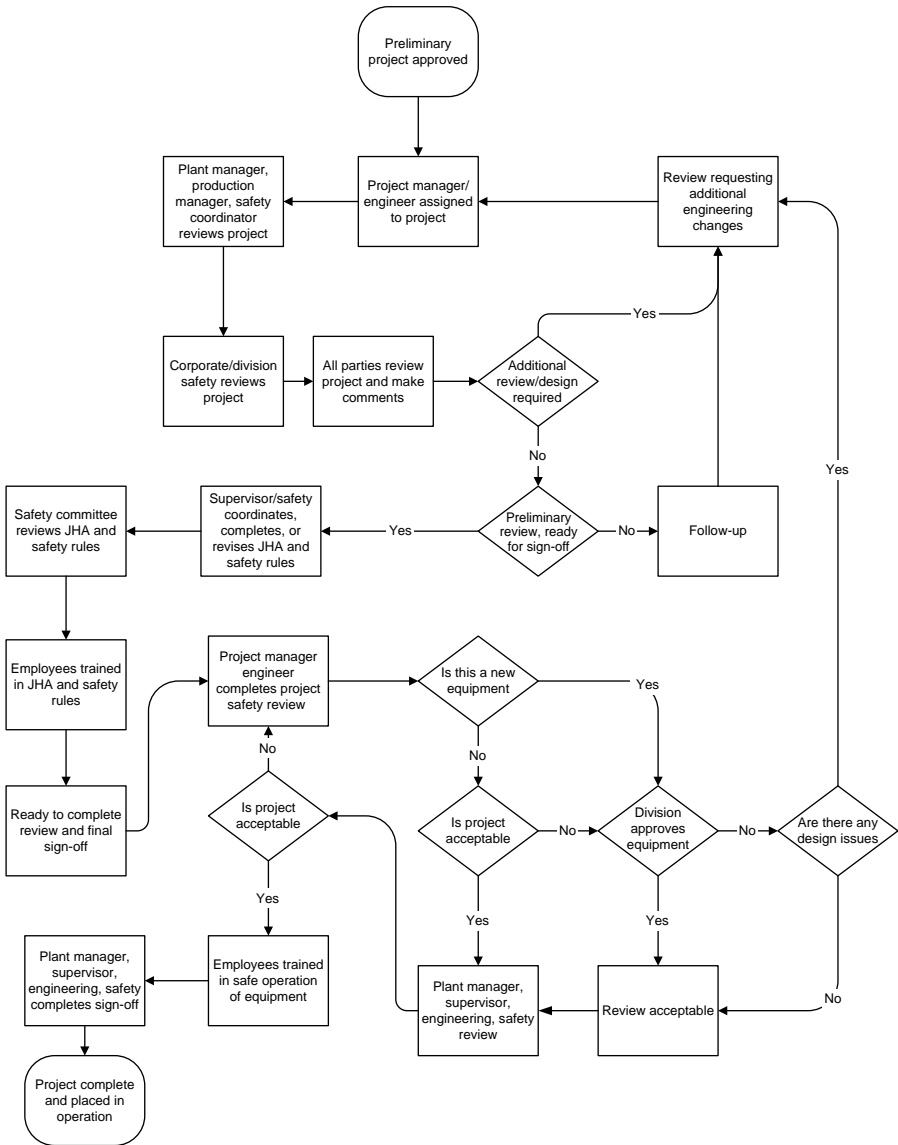 Preliminary
project approved
Plant manager,
production
manager, safety
coordinator
reviews project
Project manager/
engineer assigned
to project
Review requesting
additional
engineering
changes
Yes
Corporate/division
safety reviews
project
All parties review
project and make
comments
Additional
review/design
required
No
Yes
Safety committee
reviews JHA and
safety rules
Supervisor/safety
coordinates,
completes, or
revises JHA and
safety rules
Yes
Preliminary
review, ready
for sign-off
No
Follow-up
Employees trained
in JHA and safety
rules
Project manager
engineer
completes project
safety review
Is this a new
equipment
Yes
No
No
Ready to complete
review and final
sign-off
Is project
acceptable
Is project
acceptable
No
Division
approves
equipment
No
Are there any
design issues
Yes
Yes
Yes
Plant manager,
supervisor,
engineering, safety
completes sign-off
Employees trained
in safe operation
of equipment
Plant manager,
supervisor,
engineering, safety
review
Review acceptable
No
Project complete
and placed in
operation